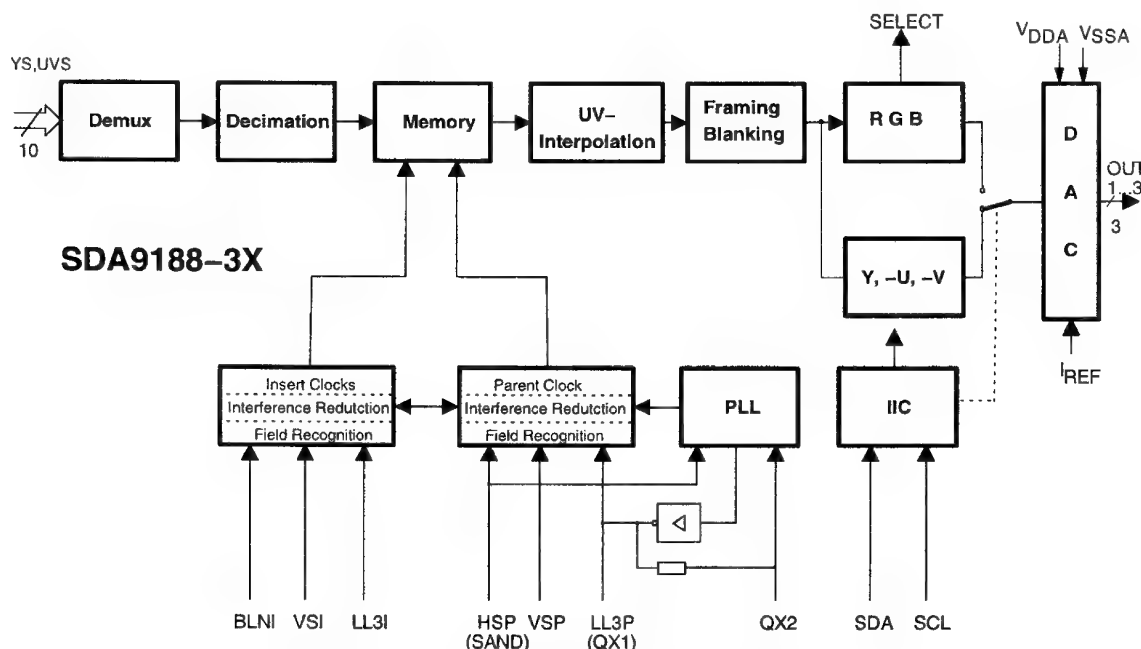 SELECT
VDDA VSSA
YS,UVS
10
Demux
Decimation
Memory
UV–
Interpolation
Framing
Blanking
R G B
D
A
C
OUT
1...3
3
SDA9188–3X
Y, –U, –V
IREF
Insert Clocks
Interference Redutction
Field Recognition
Parent Clock
Interference Redutction
Field Recognition
PLL
IIC
BLNI VSI LL3I
HSP VSP LL3P
(SAND) (QX1)
QX2
SDA SCL